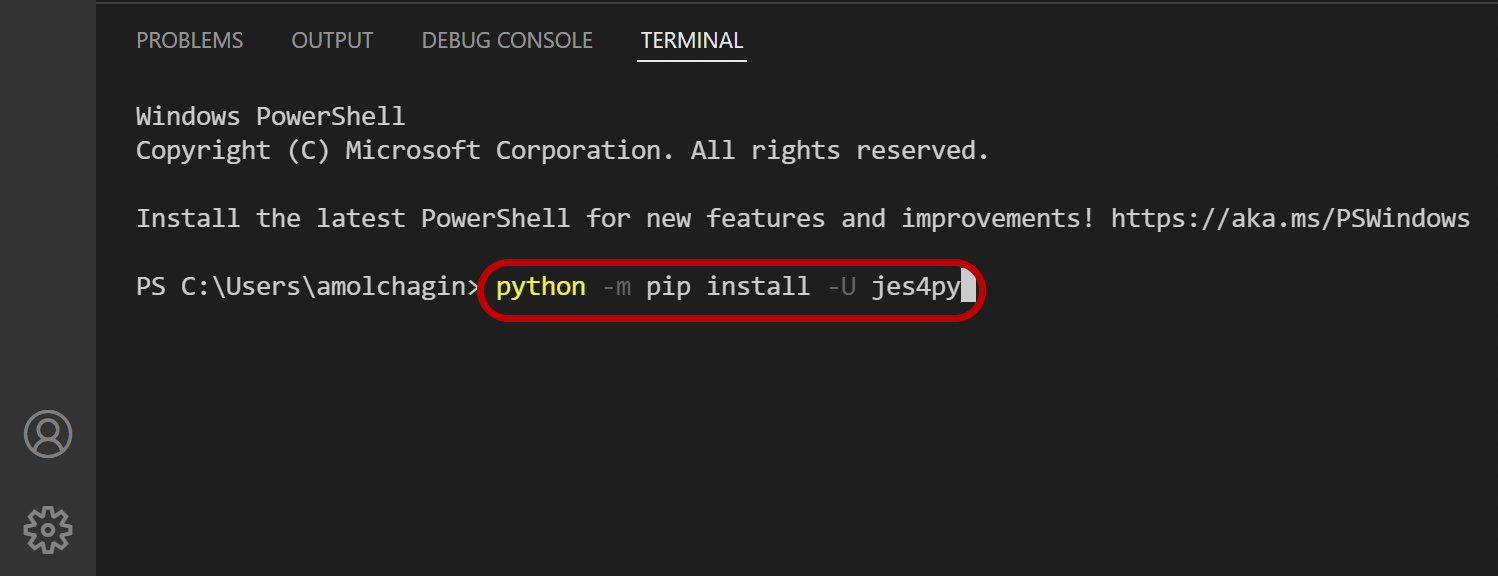 PROBLEMS OUTPUT DEBUG CONSOLE TERMINAL
Windows PowerShell
Copyright (C) Microsoft Corporation. All rights reserved.
Install the latest PowerShell for new features and improvements! https://aka.ms/PSWindows
PS C:\Users\amolchagin> python -m pip install -U jes4py